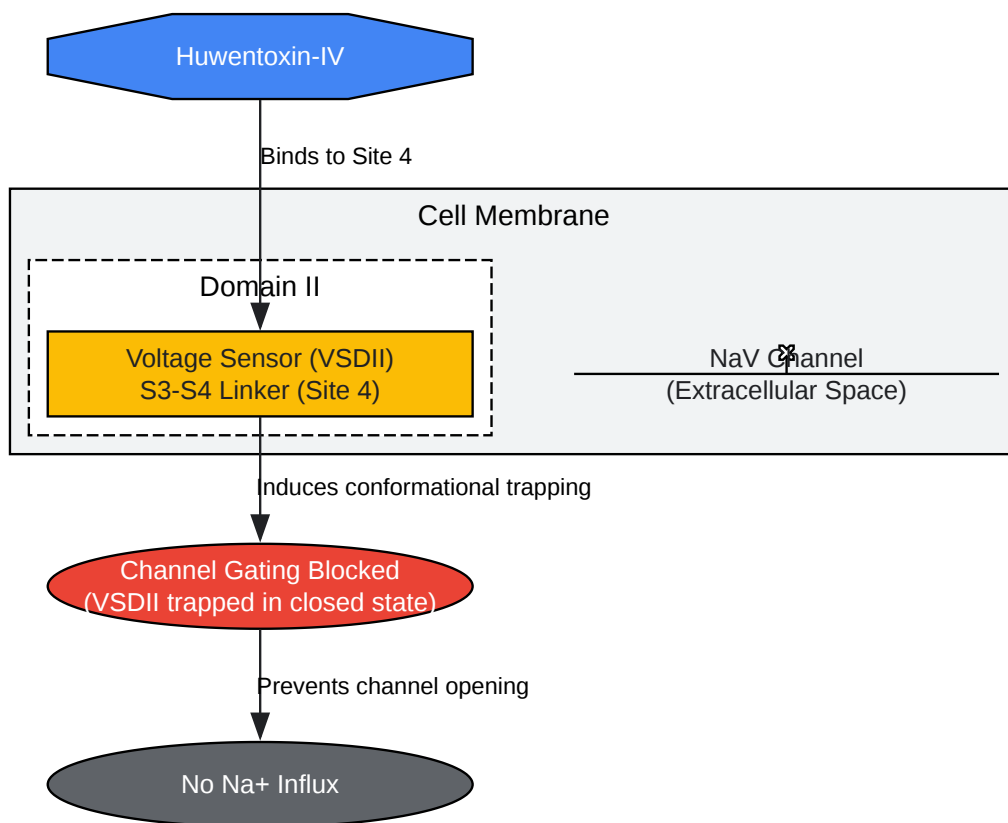 Huwentoxin-IV
Binds to Site 4
Cell Membrane
Domain II
Voltage Sensor (VSDII)
S3-S4 Linker (Site 4)
NaV Channel
(Extracellular Space)
Induces conformational trapping
Channel Gating Blocked
(VSDII trapped in closed state)
Prevents channel opening
No Na+ Influx